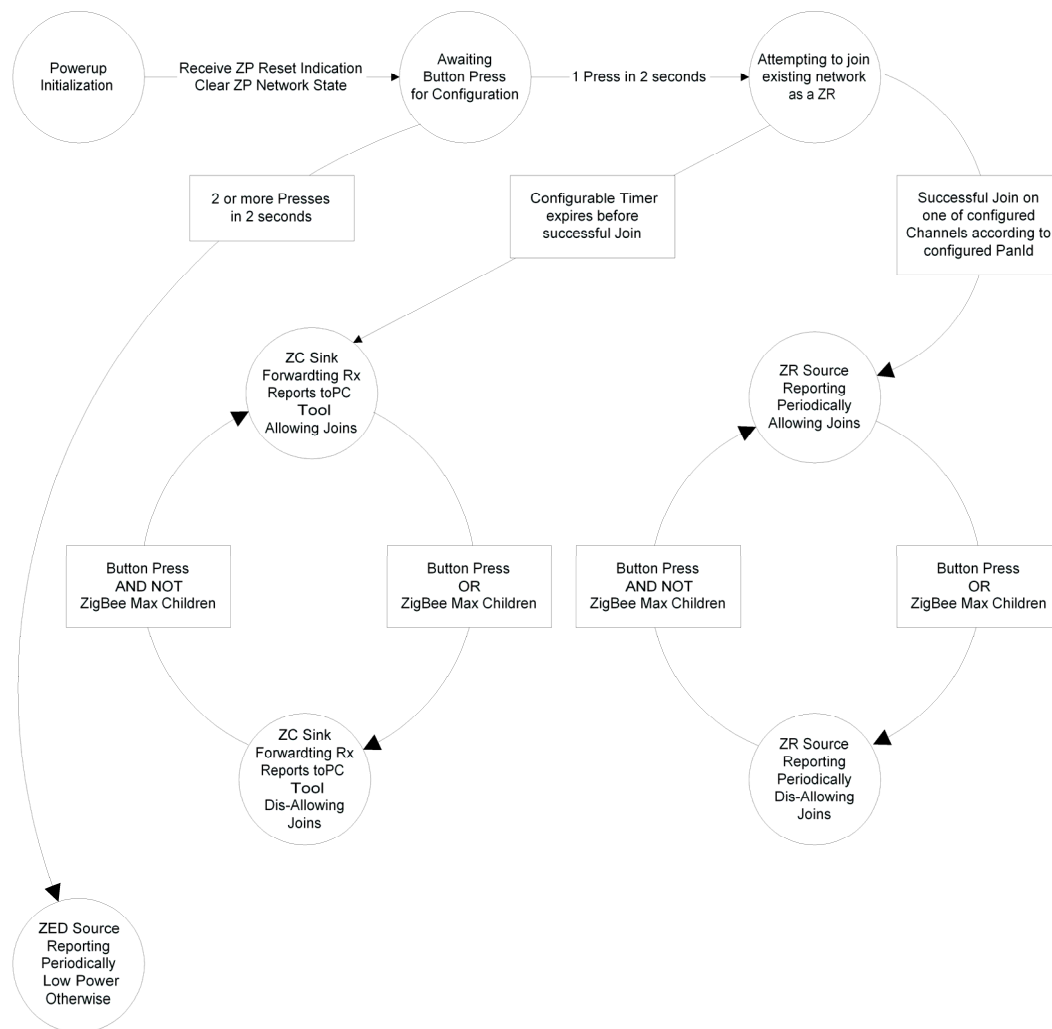 Powerup
Initialization
Receive ZP Reset Indication
Clear ZP Network State
Awaiting
Button Press
for Configuration
1 Press in 2 seconds
Attempting to join
existing network
as a ZR
2 or more Presses
in 2 seconds
Configurable Timer
expires before
successful Join
Successful Join on
one of configured
Channels according to
configured PanId
ZC Sink
Forwardting Rx
Reports toPC
Tool
Allowing Joins
ZR Source
Reporting
Periodically
Allowing Joins
Button Press
AND NOT
ZigBee Max Children
Button Press
OR
ZigBee Max Children
Button Press
AND NOT
ZigBee Max Children
Button Press
OR
ZigBee Max Children
ZC Sink
Forwardting Rx
Reports toPC
Tool
Dis-Allowing
Joins
ZR Source
Reporting
Periodically
Dis-Allowing
Joins
ZED Source
Reporting
Periodically
Low Power
Otherwise